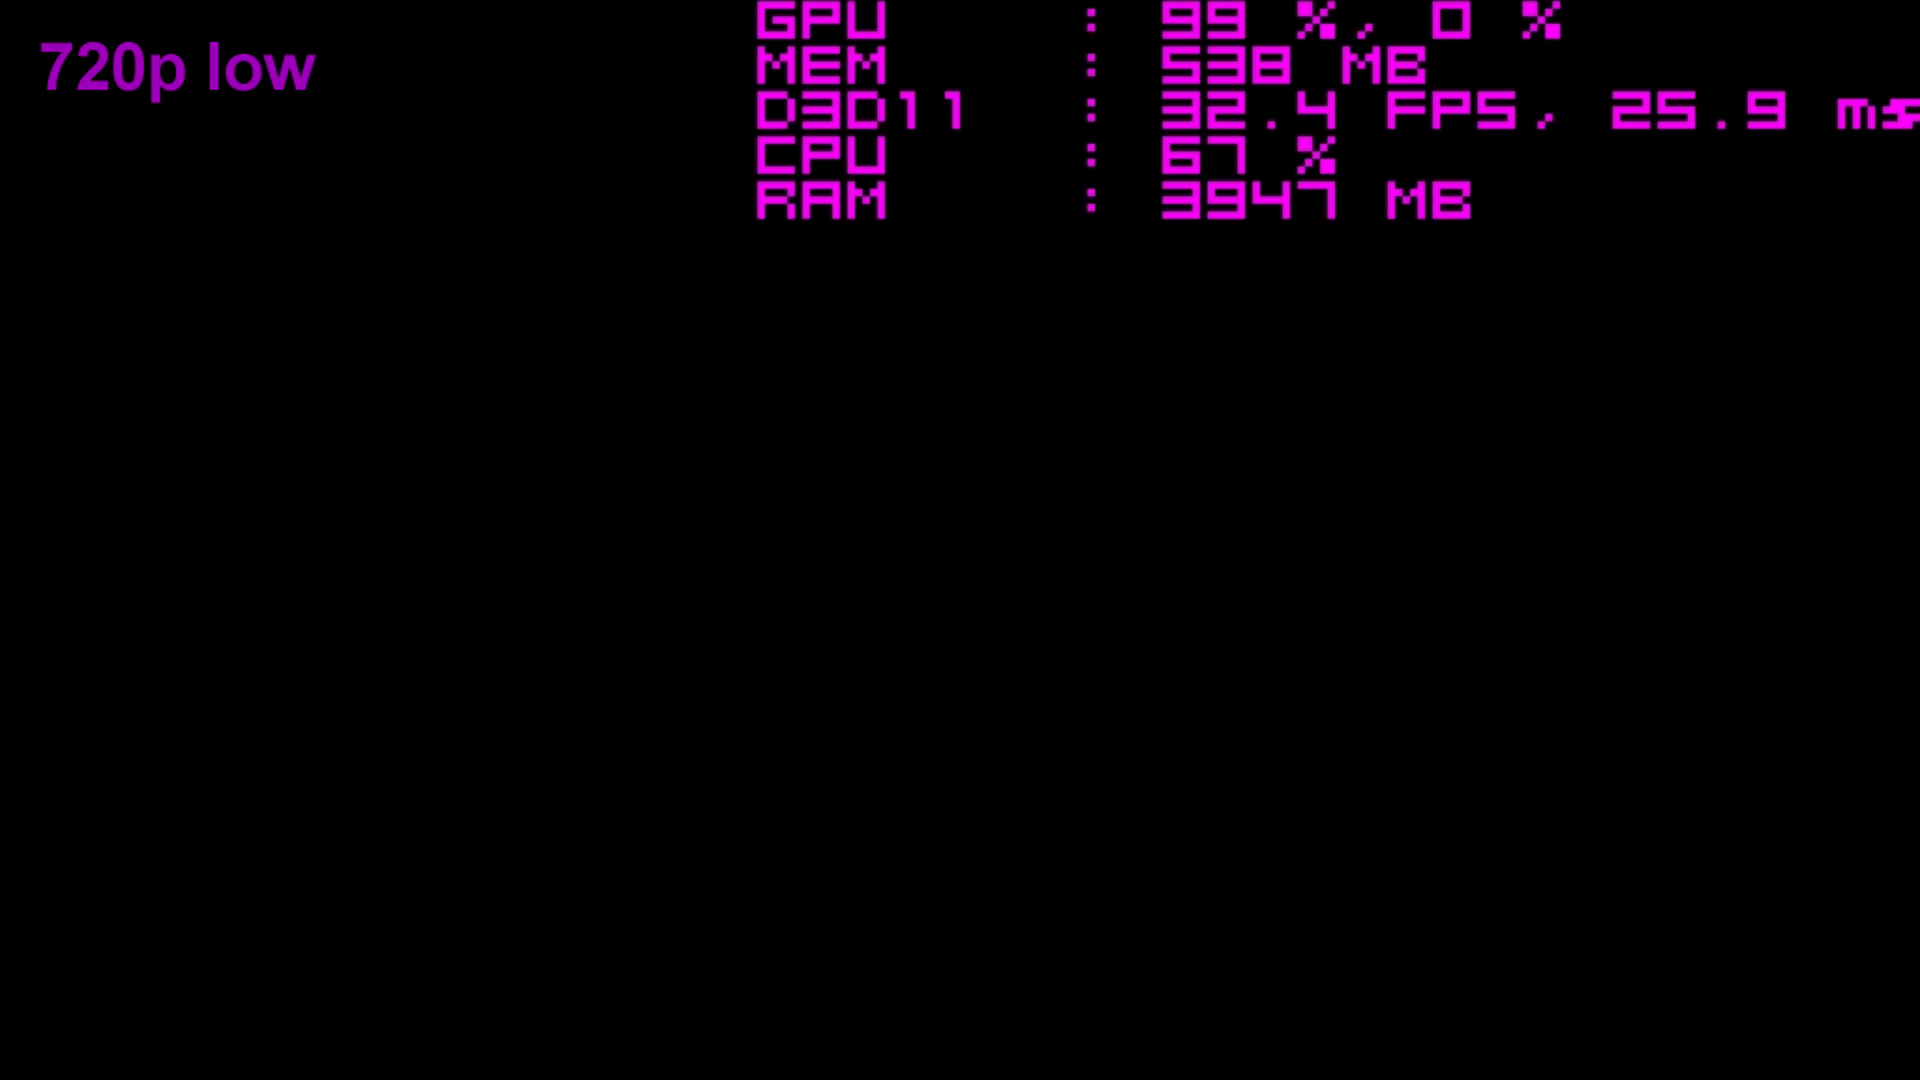 720p low
GPU : 99 %, 0 %
MEM : 538 MB
D3D11 : 32.4 FPS, 25.9 ms
CPU : 67 %
RAM : 3947 MB